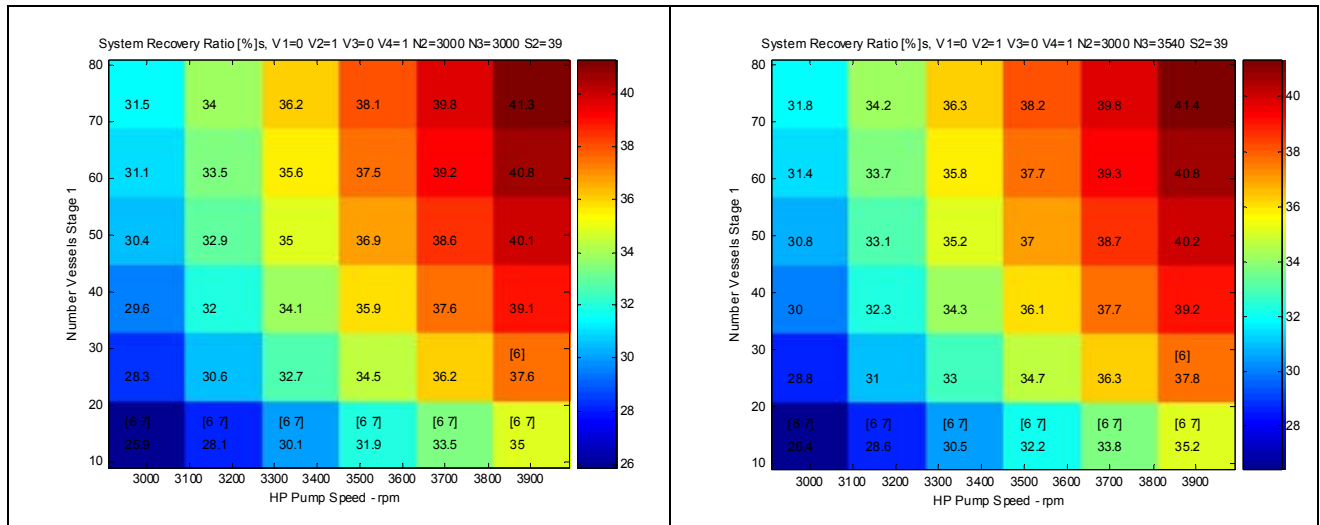 System Recovery Ratio [%]s, V1=0 V2=1 V3=0 V4=1 N2=3000 N3=3000 S2=39
80
70
60
50
40
30
20
10
Number Vessels Stage 1
31.5 34 36.2 38.1 39.8 41.3
31.1 33.5 35.6 37.5 39.2 40.8
30.4 32.9 35 36.9 38.6 40.1
29.6 32 34.1 35.9 37.6 39.1
[6]
28.3 30.6 32.7 34.5 36.2 37.6
[6 7] [6 7] [6 7] [6 7] [6 7] [6 7]
25.9 28.1 30.1 31.9 33.5 35
3000 3100 3200 3300 3400 3500 3600 3700 3800 3900
HP Pump Speed - rpm
40
38
36
34
32
30
28
26
System Recovery Ratio [%]s, V1=0 V2=1 V3=0 V4=1 N2=3000 N3=3540 S2=39
80
70
60
50
40
30
20
10
Number Vessels Stage 1
31.8 34.2 36.3 38.2 39.8 41.4
31.4 33.7 35.8 37.7 39.3 40.8
30.8 33.1 35.2 37 38.7 40.2
30 32.3 34.3 36.1 37.7 39.2
[6]
28.8 31 33 34.7 36.3 37.8
[6 7] [6 7] [6 7] [6 7] [6 7] [6 7]
26.4 28.6 30.5 32.2 33.8 35.2
3000 3100 3200 3300 3400 3500 3600 3700 3800 3900
HP Pump Speed - rpm
40
38
36
34
32
30
28